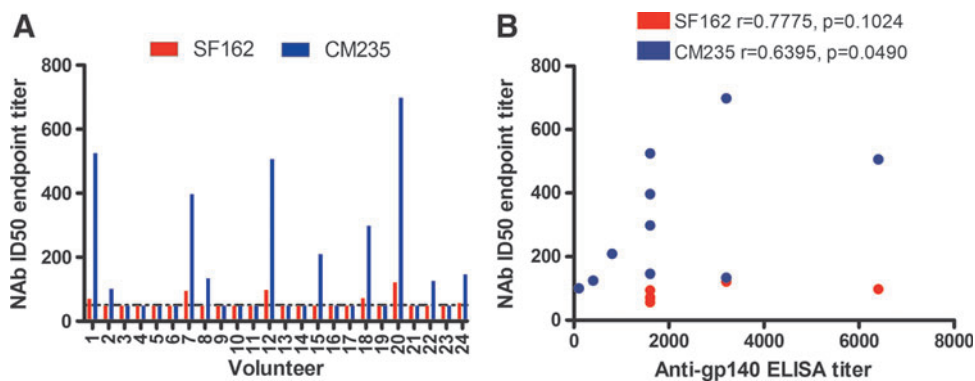 A
SF162
CM235
NAb ID50 endpoint titer
800
600
400
200
0
1 2 3 4 5 6 7 8 9 10 11 12 13 14 15 16 17 18 19 20 21 22 23 24
Volunteer
B
SF162 r=0.7775, p=0.1024
CM235 r=0.6395, p=0.0490
NAb ID50 endpoint titer
800
600
400
200
0
0 2000 4000 6000 8000
Anti-gp140 ELISA titer